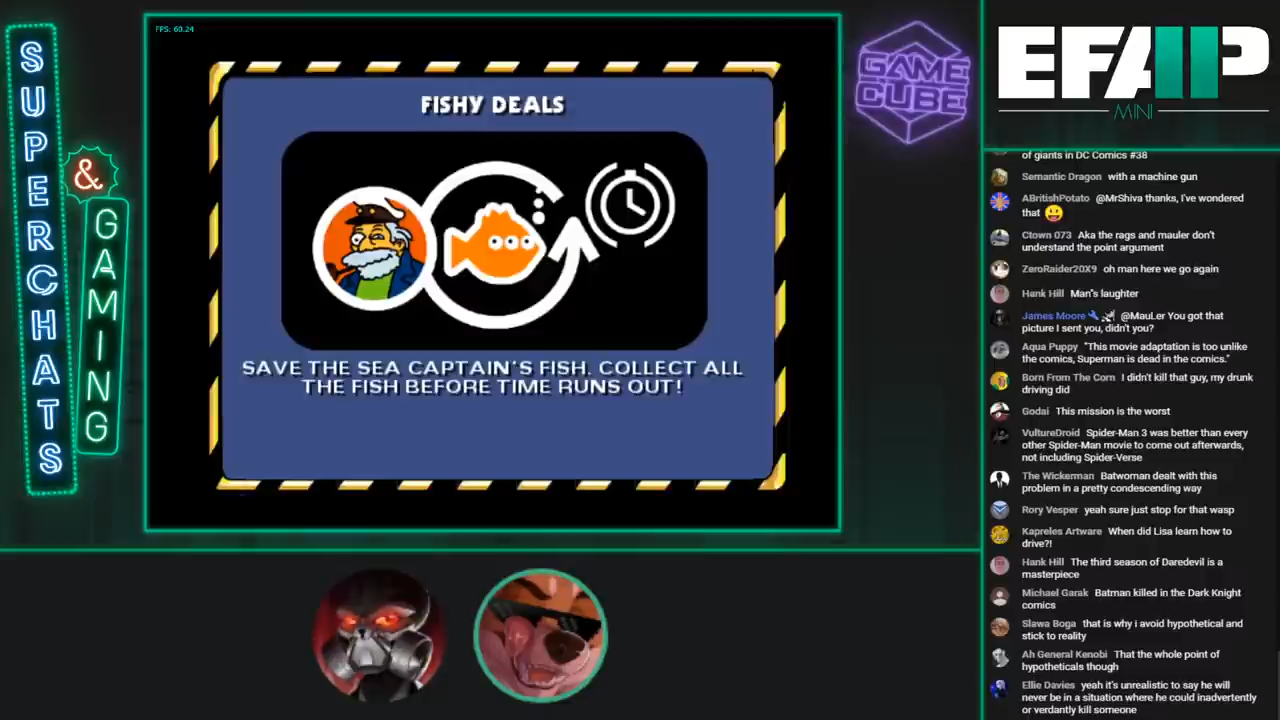 SUPERCHATS
&
GAMING
FPS: 60.24
FISHY DEALS
SAVE THE SEA CAPTAIN'S FISH. COLLECT ALL
THE FISH BEFORE TIME RUNS OUT!
GAME
CUBE
EFAP
MINI
of giants in DC Comics #38
Semantic Dragon with a machine gun
ABritishPotato @MrShiva thanks, I've wondered
that
Ctown 073 Aka the rags and mauler don't
understand the point argument
ZeroRaider20X9 oh man here we go again
Hank Hill Man"s laughter
James Moore @MauLer You got that
picture I sent you, didn't you?
Aqua Puppy "This movie adaptation is too unlike
the comics, Superman is dead in the comics."
Born From The Corn I didn't kill that guy, my drunk
driving did
Godai This mission is the worst
VultureDroid Spider-Man 3 was better than every
other Spider-Man movie to come out afterwards,
not including Spider-Verse
The Wickerman Batwoman dealt with this
problem in a pretty condescending way
Rory Vesper yeah sure just stop for that wasp
Kapreles Artware When did Lisa learn how to
drive?!
Hank Hill The third season of Daredevil is a
masterpiece
Michael Garak Batman killed in the Dark Knight
comics
Slawa Boga that is why i avoid hypothetical and
stick to reality
Ah General Kenobi That the whole point of
hypotheticals though
Ellie Davies yeah it's unrealistic to say he will
never be in a situation where he could inadvertently
or verdantly kill someone